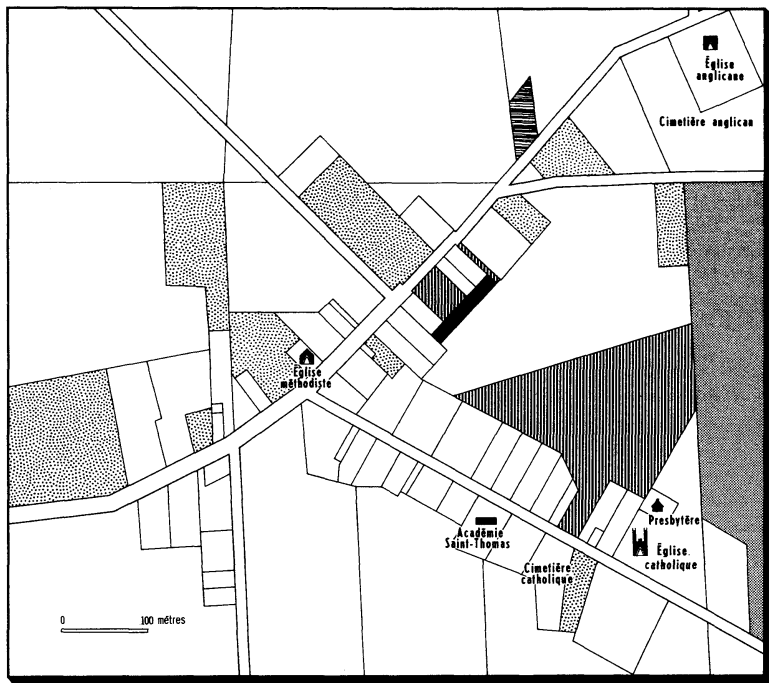 Église
anglicane
Cimetière anglican
Église
méthodiste
Presbytère
Académie
Saint-Thomas
Église
catholique
Cimetière
catholique
0 100 mètres